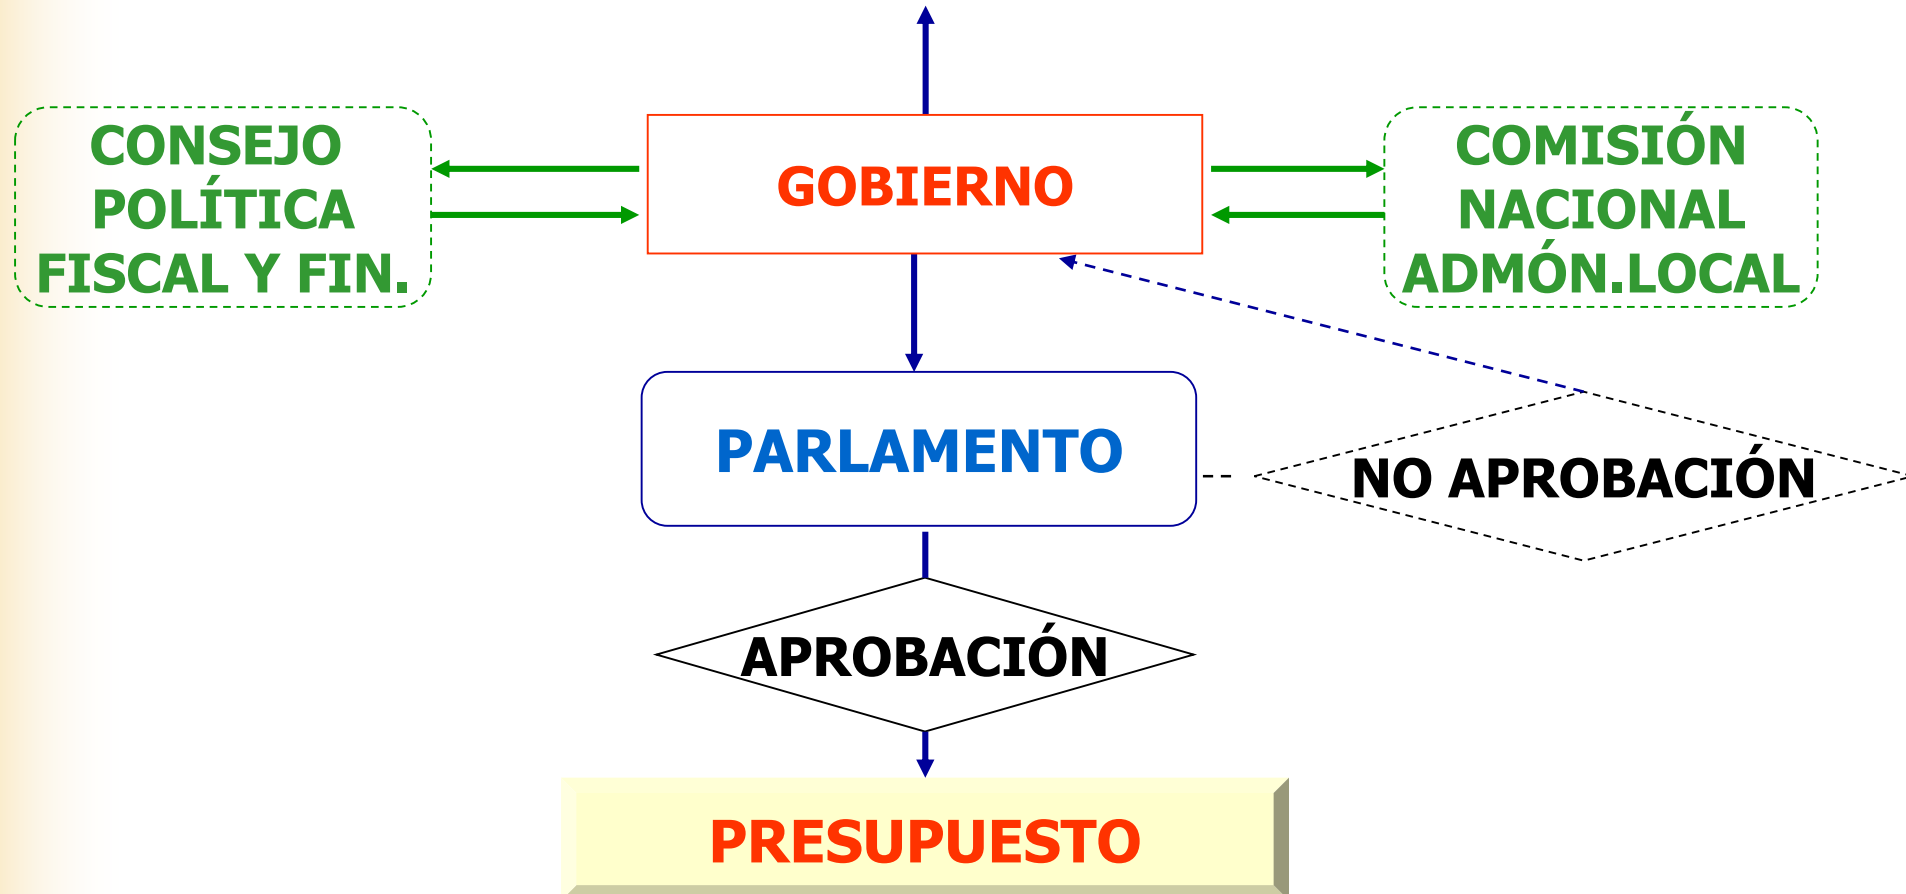 CONSEJO
POLÍTICA
FISCAL Y FIN.
GOBIERNO
COMISIÓN
NACIONAL
ADMÓN.LOCAL
PARLAMENTO
NO APROBACIÓN
APROBACIÓN
PRESUPUESTO